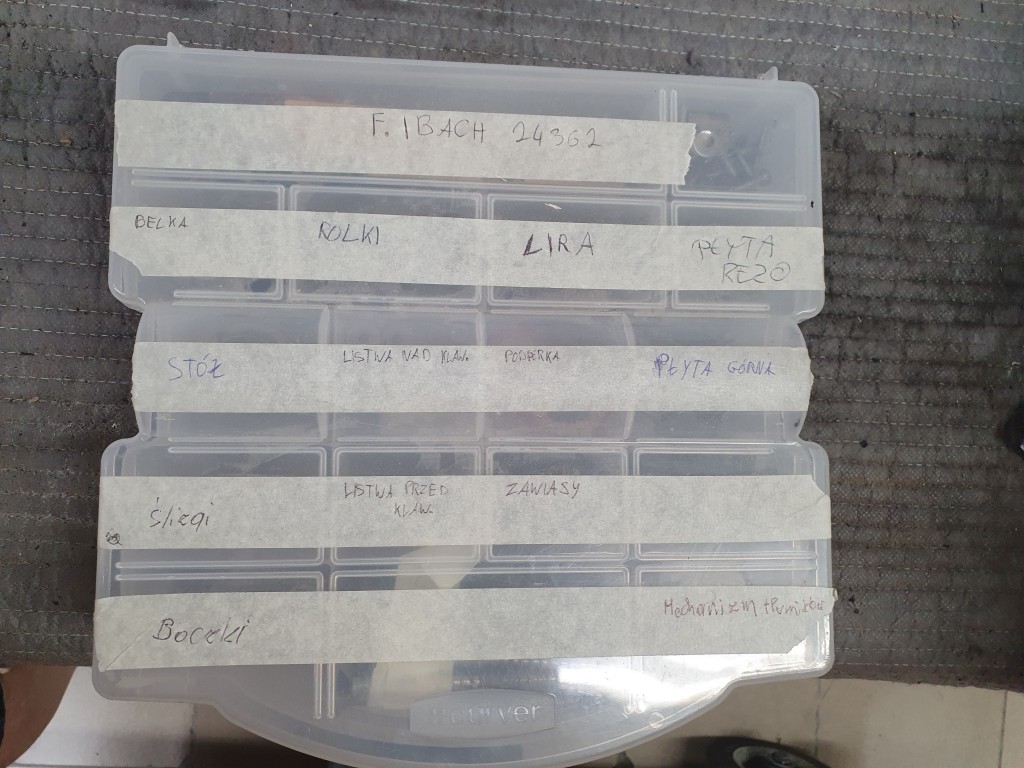 F. IBACH 24362
BELKA
ROLKI
LIRA
PŁYTA
REZO
STÓŁ
LISTWA NAD KLAW.
PODPÓRKA
PŁYTA GÓRNA
Ślizgi
LISTWA PRZED
KLAW.
ZAWIASY
Boczki
Mechanizm tłumików
curver